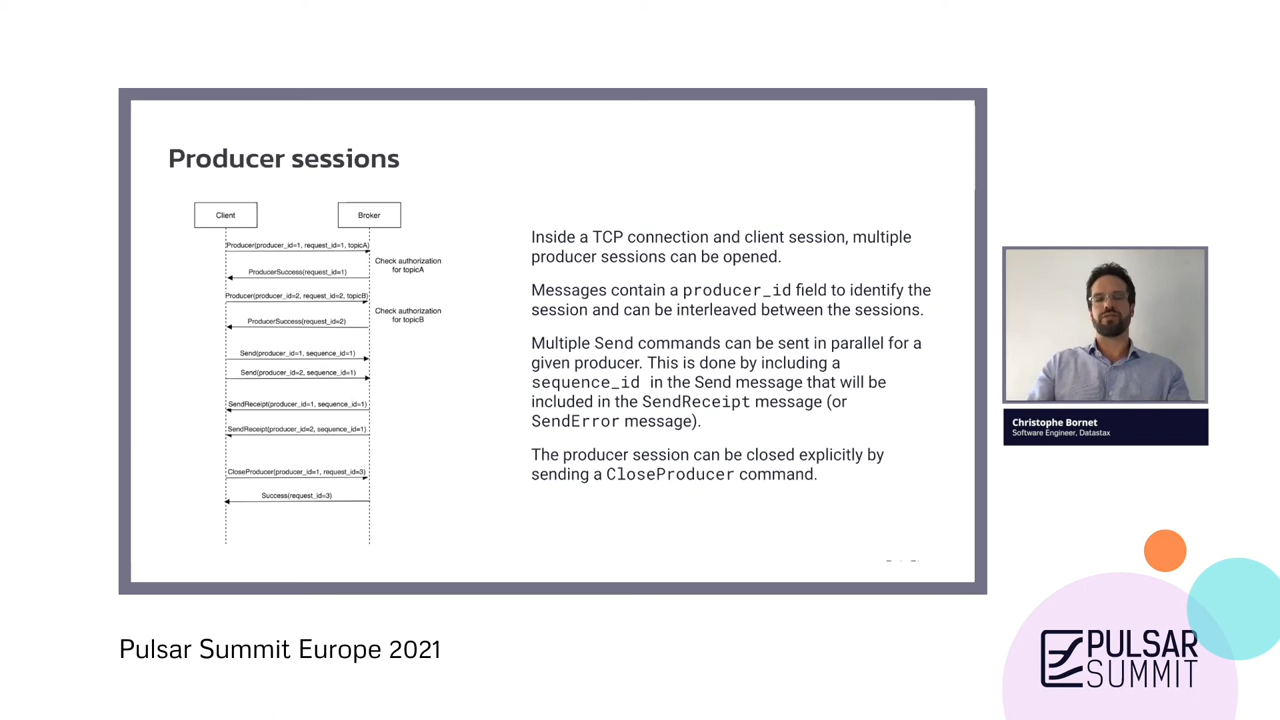 Producer sessions
Client
Broker
Producer(producer_id=1, request_id=1, topicA)
Check authorization
for topicA
ProducerSuccess(request_id=1)
Producer(producer_id=2, request_id=2, topicB)
Check authorization
for topicB
ProducerSuccess(request_id=2)
Send(producer_id=1, sequence_id=1)
Send(producer_id=2, sequence_id=1)
SendReceipt(producer_id=1, sequence_id=1)
SendReceipt(producer_id=2, sequence_id=1)
CloseProducer(producer_id=1, request_id=3)
Success(request_id=3)
Inside a TCP connection and client session, multiple
producer sessions can be opened.
Messages contain a producer_id field to identify the
session and can be interleaved between the sessions.
Multiple Send commands can be sent in parallel for a
given producer. This is done by including a
sequence_id in the Send message that will be
included in the SendReceipt message (or
SendError message).
The producer session can be closed explicitly by
sending a CloseProducer command.
Christophe Bornet
Software Engineer, Datastax
Pulsar Summit Europe 2021
PULSAR
SUMMIT